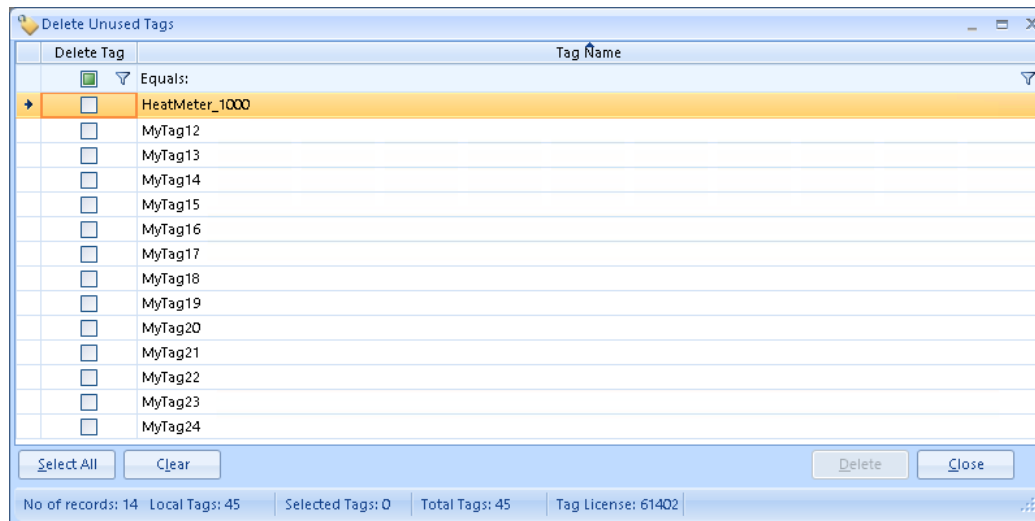 Delete Unused Tags
Delete Tag Tag Name
Equals:
HeatMeter_1000
MyTag12
MyTag13
MyTag14
MyTag15
MyTag16
MyTag17
MyTag18
MyTag19
MyTag20
MyTag21
MyTag22
MyTag23
MyTag24
Select All Clear Delete Close
No of records: 14 Local Tags: 45 Selected Tags: 0 Total Tags: 45 Tag License: 61402